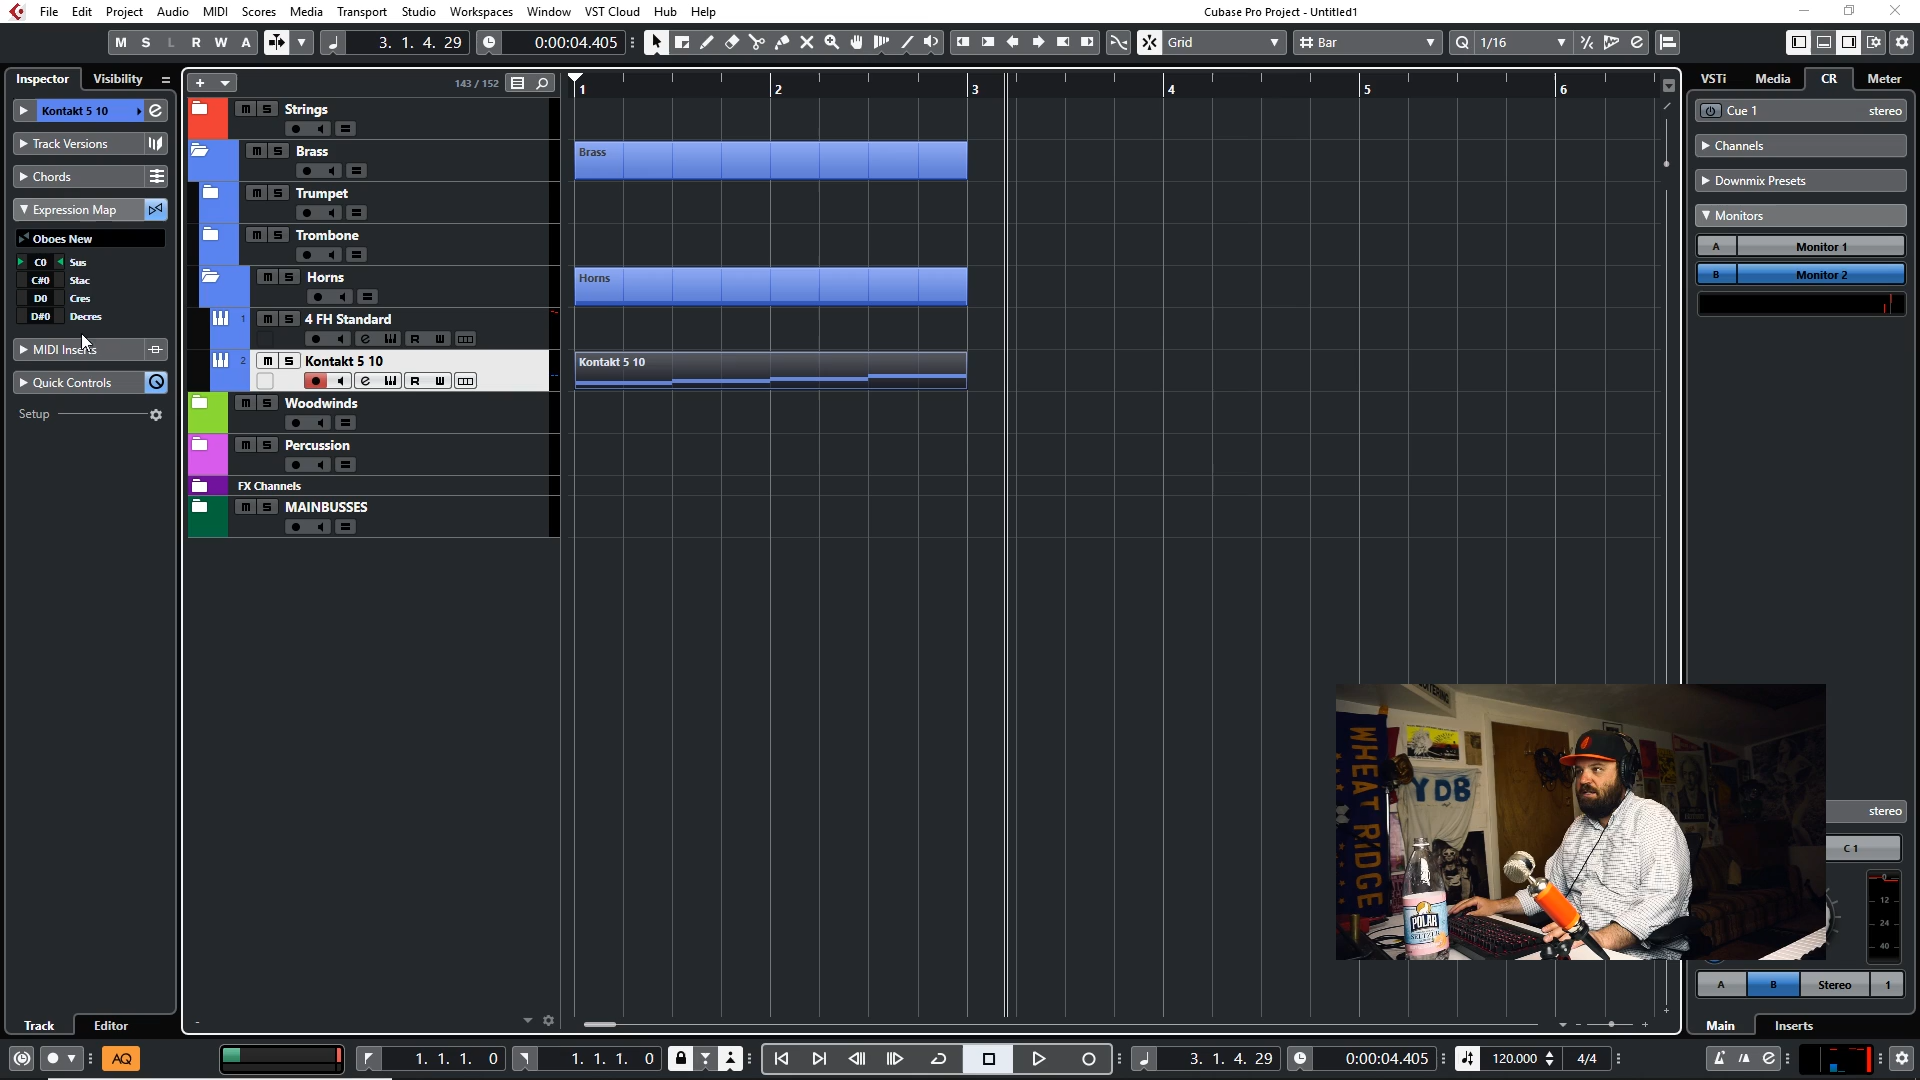 File Edit Project Audio MIDI Scores Media Transport Studio Workspaces Window VST Cloud Hub Help
Cubase Pro Project - Untitled1
M S L R W A
3. 1. 4. 29
0:00:04.405
Grid
Bar
Q 1/16
Inspector
Visibility
143 / 152
1 2 3 4 5 6
VSTi Media CR Meter
Kontakt 5 10
Track Versions
Chords
Expression Map
Oboes New
C0 Sus
C#0 Stac
D0 Cres
D#0 Decres
MIDI Inserts
Quick Controls
Setup
m S Strings
m S Brass
m S Trumpet
m S Trombone
m S Horns
1 m S 4 FH Standard
R W
2 m S Kontakt 5 10
R W
m S Woodwinds
m S Percussion
FX Channels
m S MAINBUSSES
Brass
Horns
Kontakt 5 10
Cue 1 stereo
Channels
Downmix Presets
Monitors
A Monitor 1
B Monitor 2
WHEAT RIDGE
YDB
POLAR
SELTZER
stereo
C 1
0
12
24
40
A B Stereo 1
Main Inserts
Track Editor
AQ
1. 1. 1. 0
1. 1. 1. 0
3. 1. 4. 29
0:00:04.405
120.000
4/4